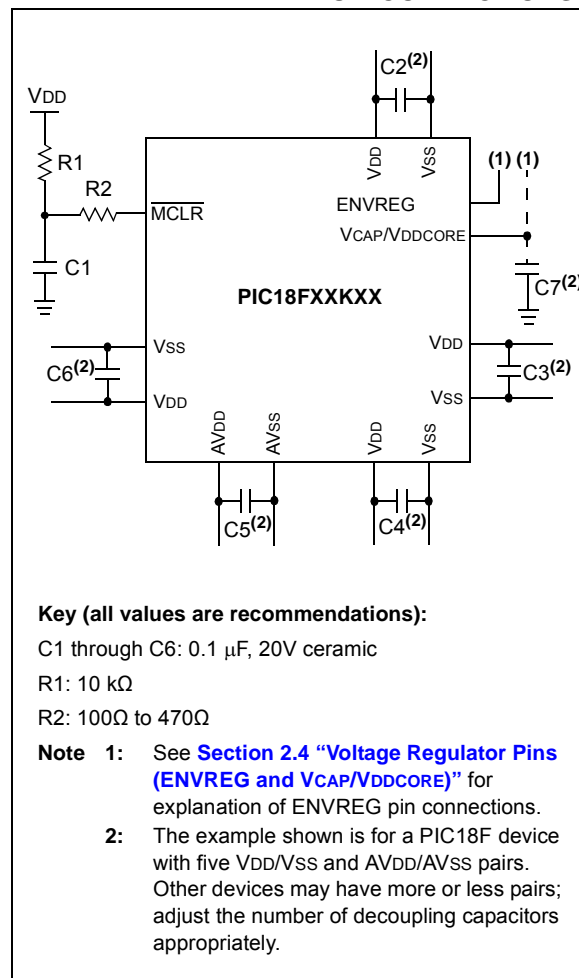 C2(2)
VDD
R1
R2
C1
MCLR
VDD
VSS
(1) (1)
ENVREG
VCAP/VDDCORE
C7(2)
PIC18FXXKXX
VSS
C6(2)
VDD
VDD
C3(2)
VSS
AVDD
AVSS
VDD
VSS
C5(2)
C4(2)
Key (all values are recommendations):
C1 through C6: 0.1 μF, 20V ceramic
R1: 10 kΩ
R2: 100Ω to 470Ω
Note 1: See Section 2.4 “Voltage Regulator Pins
(ENVREG and VCAP/VDDCORE)” for
explanation of ENVREG pin connections.
2: The example shown is for a PIC18F device
with five VDD/VSS and AVDD/AVSS pairs.
Other devices may have more or less pairs;
adjust the number of decoupling capacitors
appropriately.